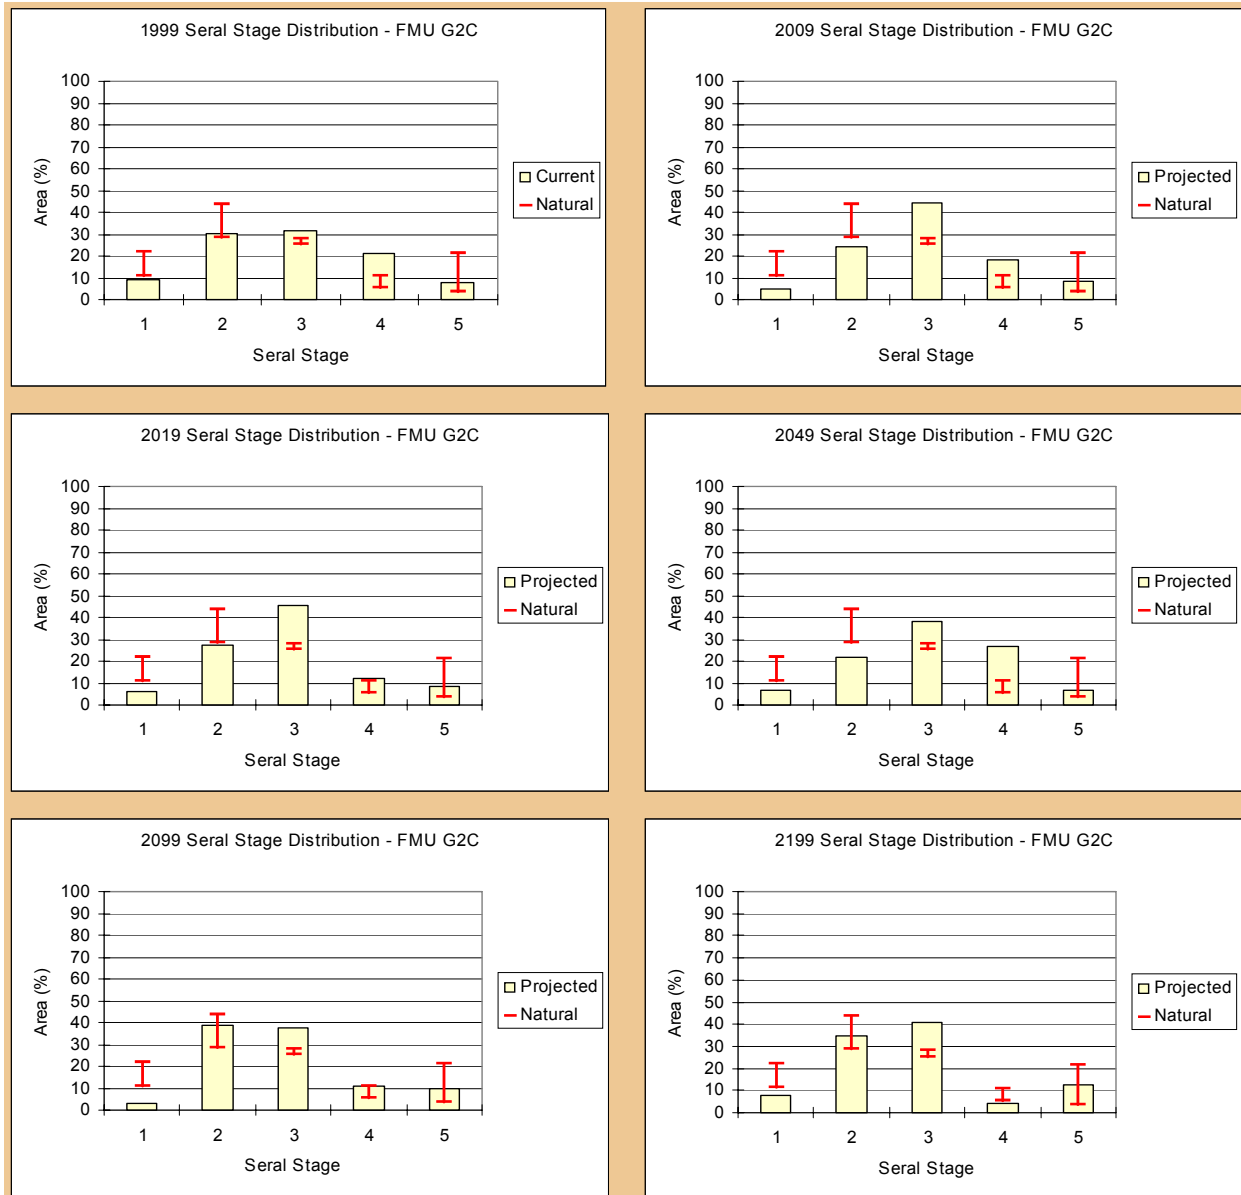 1999 Seral Stage Distribution - FMU G2C
100
90
80
70
60
50
40
30
20
10
0
Area (%)
1 2 3 4 5
Seral Stage
Current
Natural
2009 Seral Stage Distribution - FMU G2C
100
90
80
70
60
50
40
30
20
10
0
Area (%)
1 2 3 4 5
Seral Stage
Projected
Natural
2019 Seral Stage Distribution - FMU G2C
100
90
80
70
60
50
40
30
20
10
0
Area (%)
1 2 3 4 5
Seral Stage
Projected
Natural
2049 Seral Stage Distribution - FMU G2C
100
90
80
70
60
50
40
30
20
10
0
Area (%)
1 2 3 4 5
Seral Stage
Projected
Natural
2099 Seral Stage Distribution - FMU G2C
100
90
80
70
60
50
40
30
20
10
0
Area (%)
1 2 3 4 5
Seral Stage
Projected
Natural
2199 Seral Stage Distribution - FMU G2C
100
90
80
70
60
50
40
30
20
10
0
Area (%)
1 2 3 4 5
Seral Stage
Projected
Natural